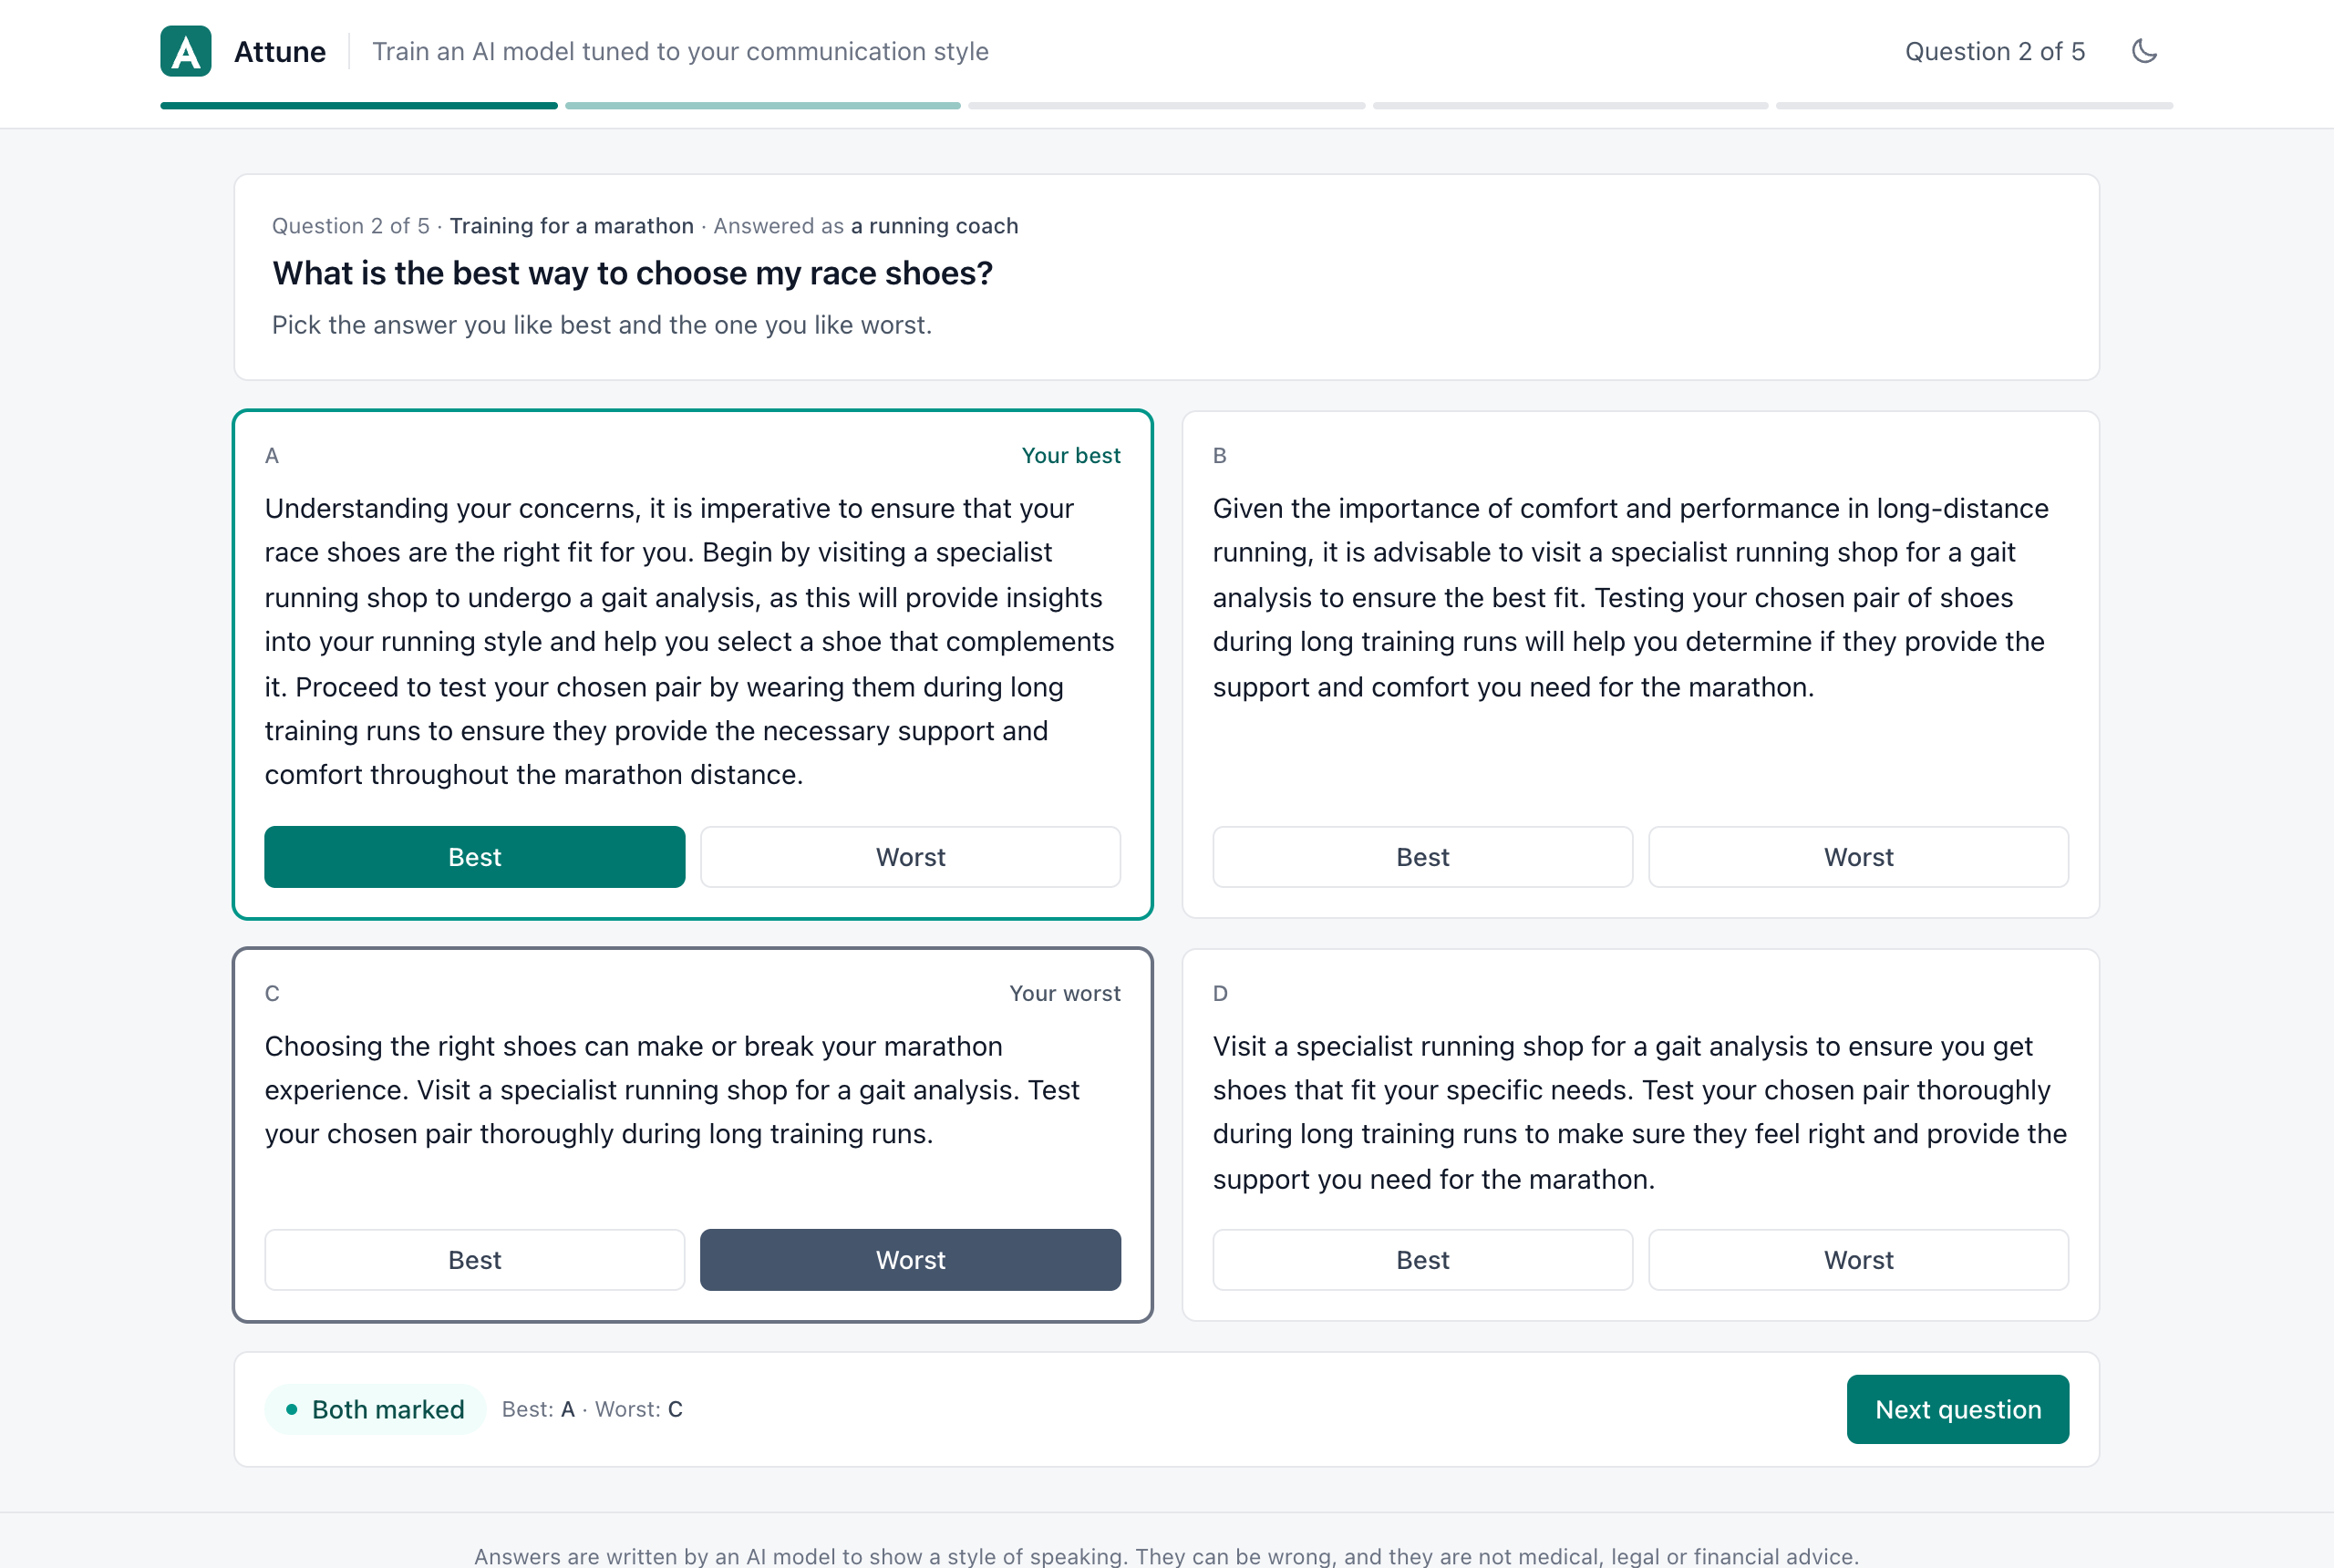 A Attune Train an AI model tuned to your communication style Question 2 of 5
Question 2 of 5 · Training for a marathon · Answered as a running coach
What is the best way to choose my race shoes?
Pick the answer you like best and the one you like worst.
A Your best
Understanding your concerns, it is imperative to ensure that your
race shoes are the right fit for you. Begin by visiting a specialist
running shop to undergo a gait analysis, as this will provide insights
into your running style and help you select a shoe that complements
it. Proceed to test your chosen pair by wearing them during long
training runs to ensure they provide the necessary support and
comfort throughout the marathon distance.
Best Worst
B
Given the importance of comfort and performance in long-distance
running, it is advisable to visit a specialist running shop for a gait
analysis to ensure the best fit. Testing your chosen pair of shoes
during long training runs will help you determine if they provide the
support and comfort you need for the marathon.
Best Worst
C Your worst
Choosing the right shoes can make or break your marathon
experience. Visit a specialist running shop for a gait analysis. Test
your chosen pair thoroughly during long training runs.
Best Worst
D
Visit a specialist running shop for a gait analysis to ensure you get
shoes that fit your specific needs. Test your chosen pair thoroughly
during long training runs to make sure they feel right and provide the
support you need for the marathon.
Best Worst
Both marked Best: A · Worst: C Next question
Answers are written by an AI model to show a style of speaking. They can be wrong, and they are not medical, legal or financial advice.